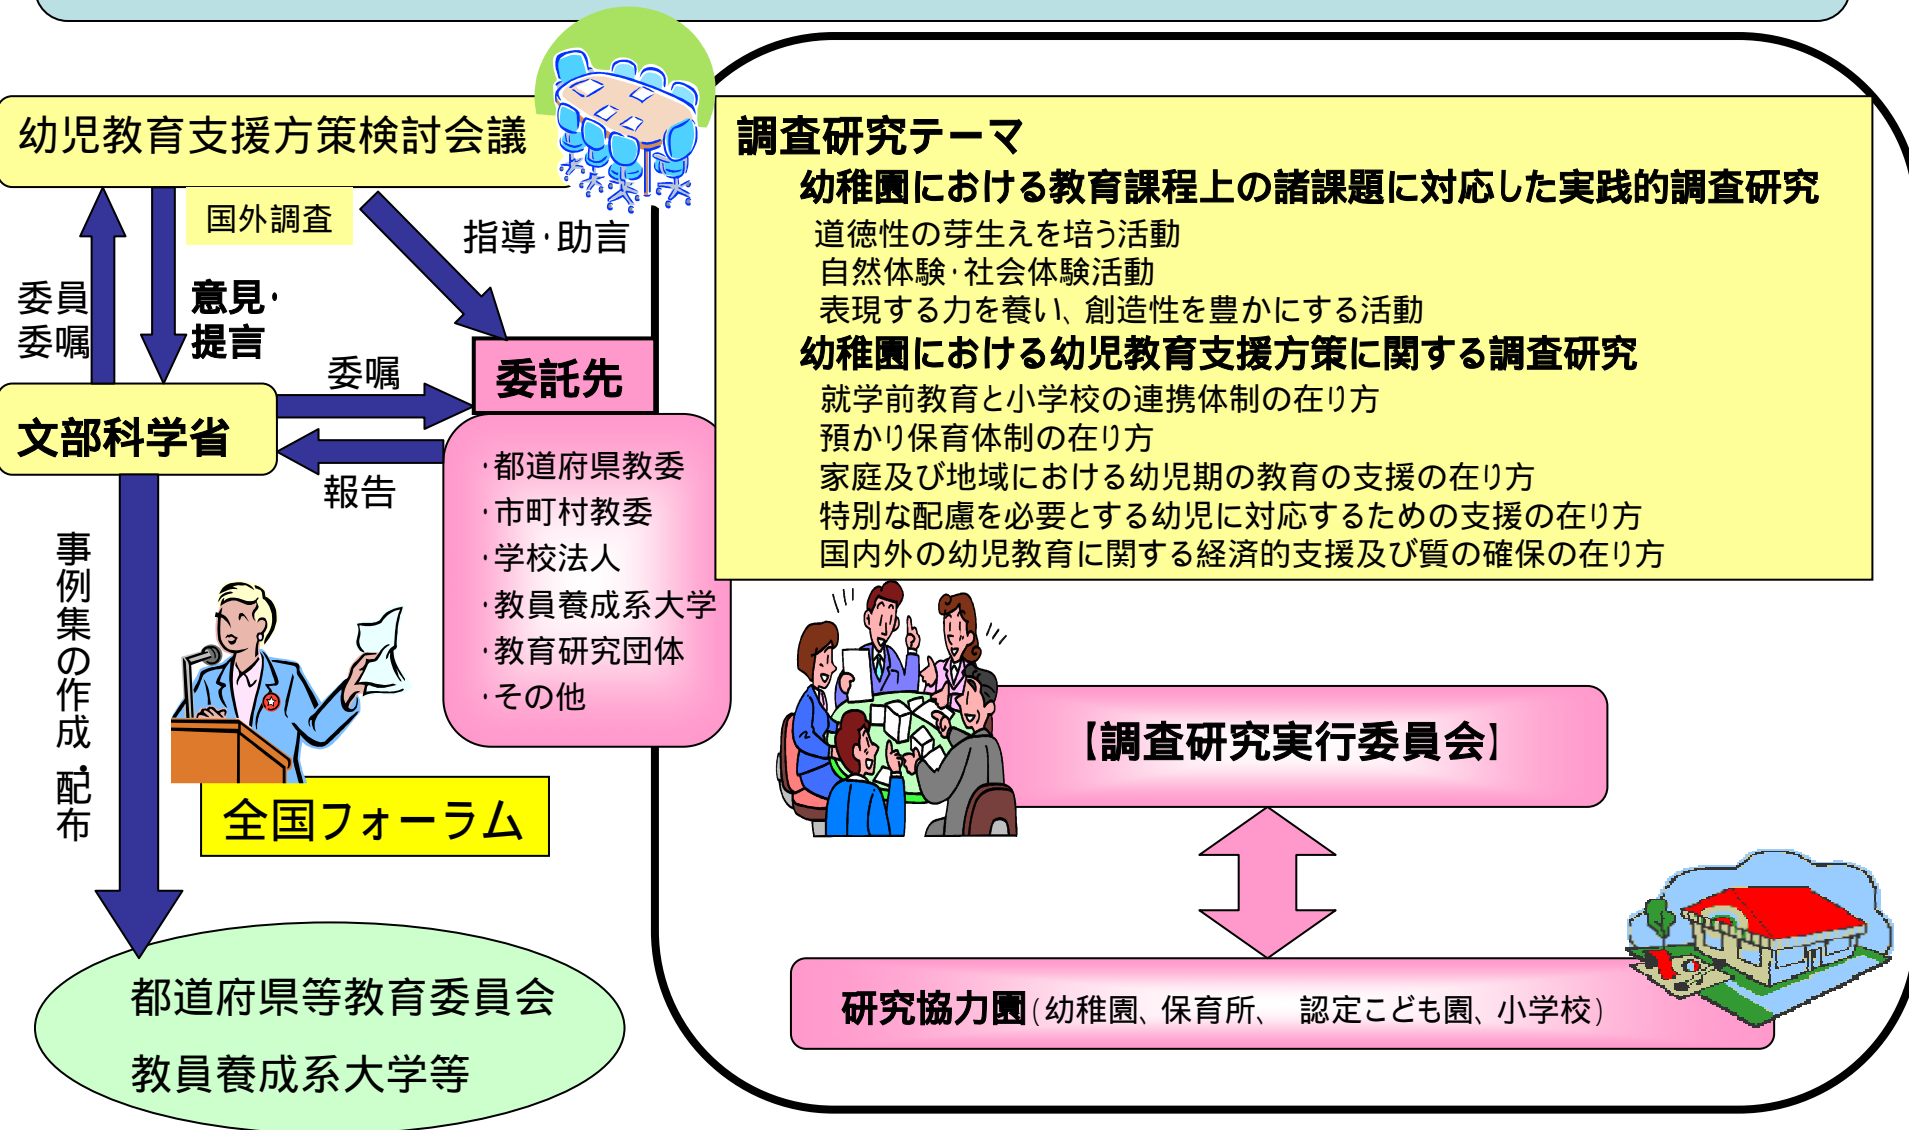 幼児教育支援方策検討会議
国外調査
指導・助言
委員
委嘱
意見・
提言
委嘱
委託先
文部科学省
報告
・都道府県教委
・市町村教委
・学校法人
・教員養成系大学
・教育研究団体
・その他
事例集の作成・配布
全国フォーラム
都道府県等教育委員会
教員養成系大学等
調査研究テーマ
幼稚園における教育課程上の諸課題に対応した実践的調査研究
道徳性の芽生えを培う活動
自然体験・社会体験活動
表現する力を養い、創造性を豊かにする活動
幼稚園における幼児教育支援方策に関する調査研究
就学前教育と小学校の連携体制の在り方
預かり保育体制の在り方
家庭及び地域における幼児期の教育の支援の在り方
特別な配慮を必要とする幼児に対応するための支援の在り方
国内外の幼児教育に関する経済的支援及び質の確保の在り方
【調査研究実行委員会】
研究協力園(幼稚園、保育所、 認定こども園、小学校)